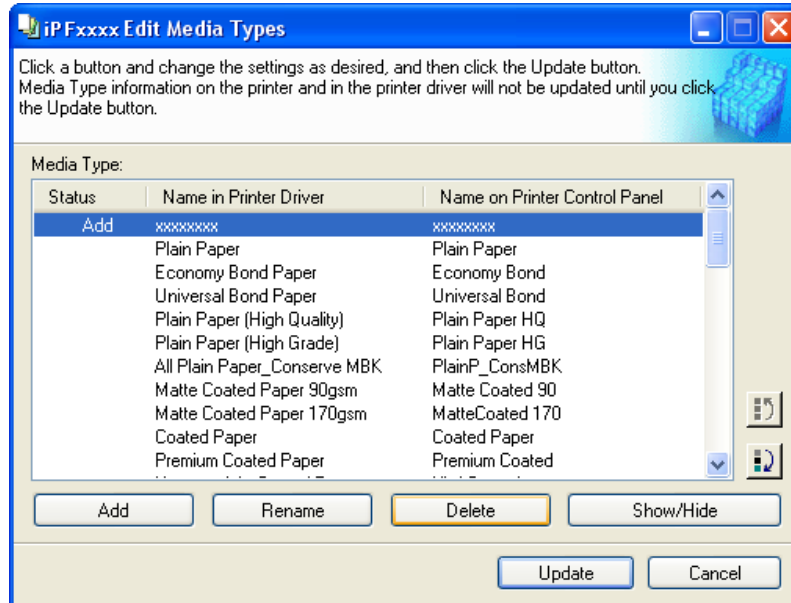 iPFxxxx Edit Media Types
Click a button and change the settings as desired, and then click the Update button.
Media Type information on the printer and in the printer driver will not be updated until you click
the Update button.
Media Type:
Status Name in Printer Driver Name on Printer Control Panel
Add xxxxxxxx xxxxxxxx
Plain Paper Plain Paper
Economy Bond Paper Economy Bond
Universal Bond Paper Universal Bond
Plain Paper (High Quality) Plain Paper HQ
Plain Paper (High Grade) Plain Paper HG
All Plain Paper_Conserve MBK PlainP_ConsMBK
Matte Coated Paper 90gsm Matte Coated 90
Matte Coated Paper 170gsm MatteCoated 170
Coated Paper Coated Paper
Premium Coated Paper Premium Coated
Add Rename Delete Show/Hide
Update Cancel